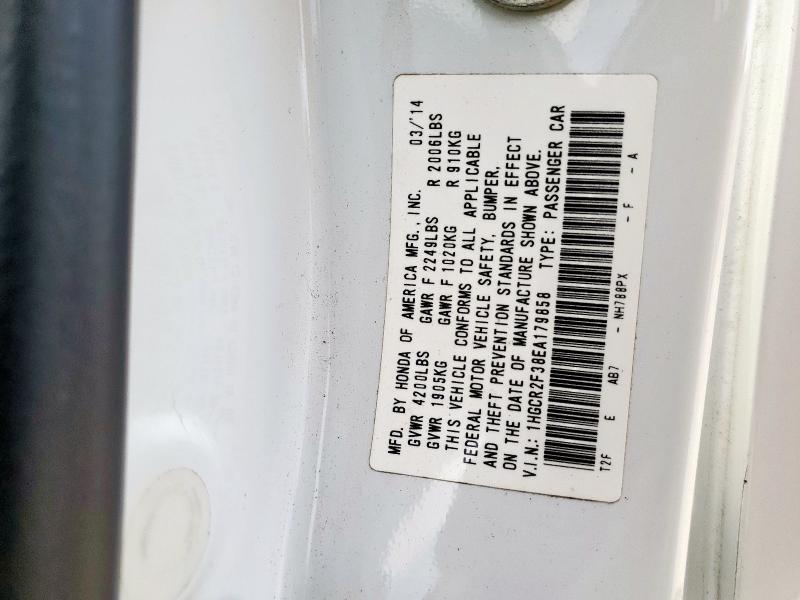 MFD. BY HONDA OF AMERICA MFG., INC. 03/'14
GVWR 4200LBS GAWR F 2249LBS R 2006LBS
GVWR 1905KG GAWR F 1020KG R 910KG
THIS VEHICLE CONFORMS TO ALL APPLICABLE
FEDERAL MOTOR VEHICLE SAFETY, BUMPER,
AND THEFT PREVENTION STANDARDS IN EFFECT
ON THE DATE OF MANUFACTURE SHOWN ABOVE.
V.I.N.: 1HGCR2F38EA179858 TYPE: PASSENGER CAR
T2F E AB7 - NH788PX - F - A